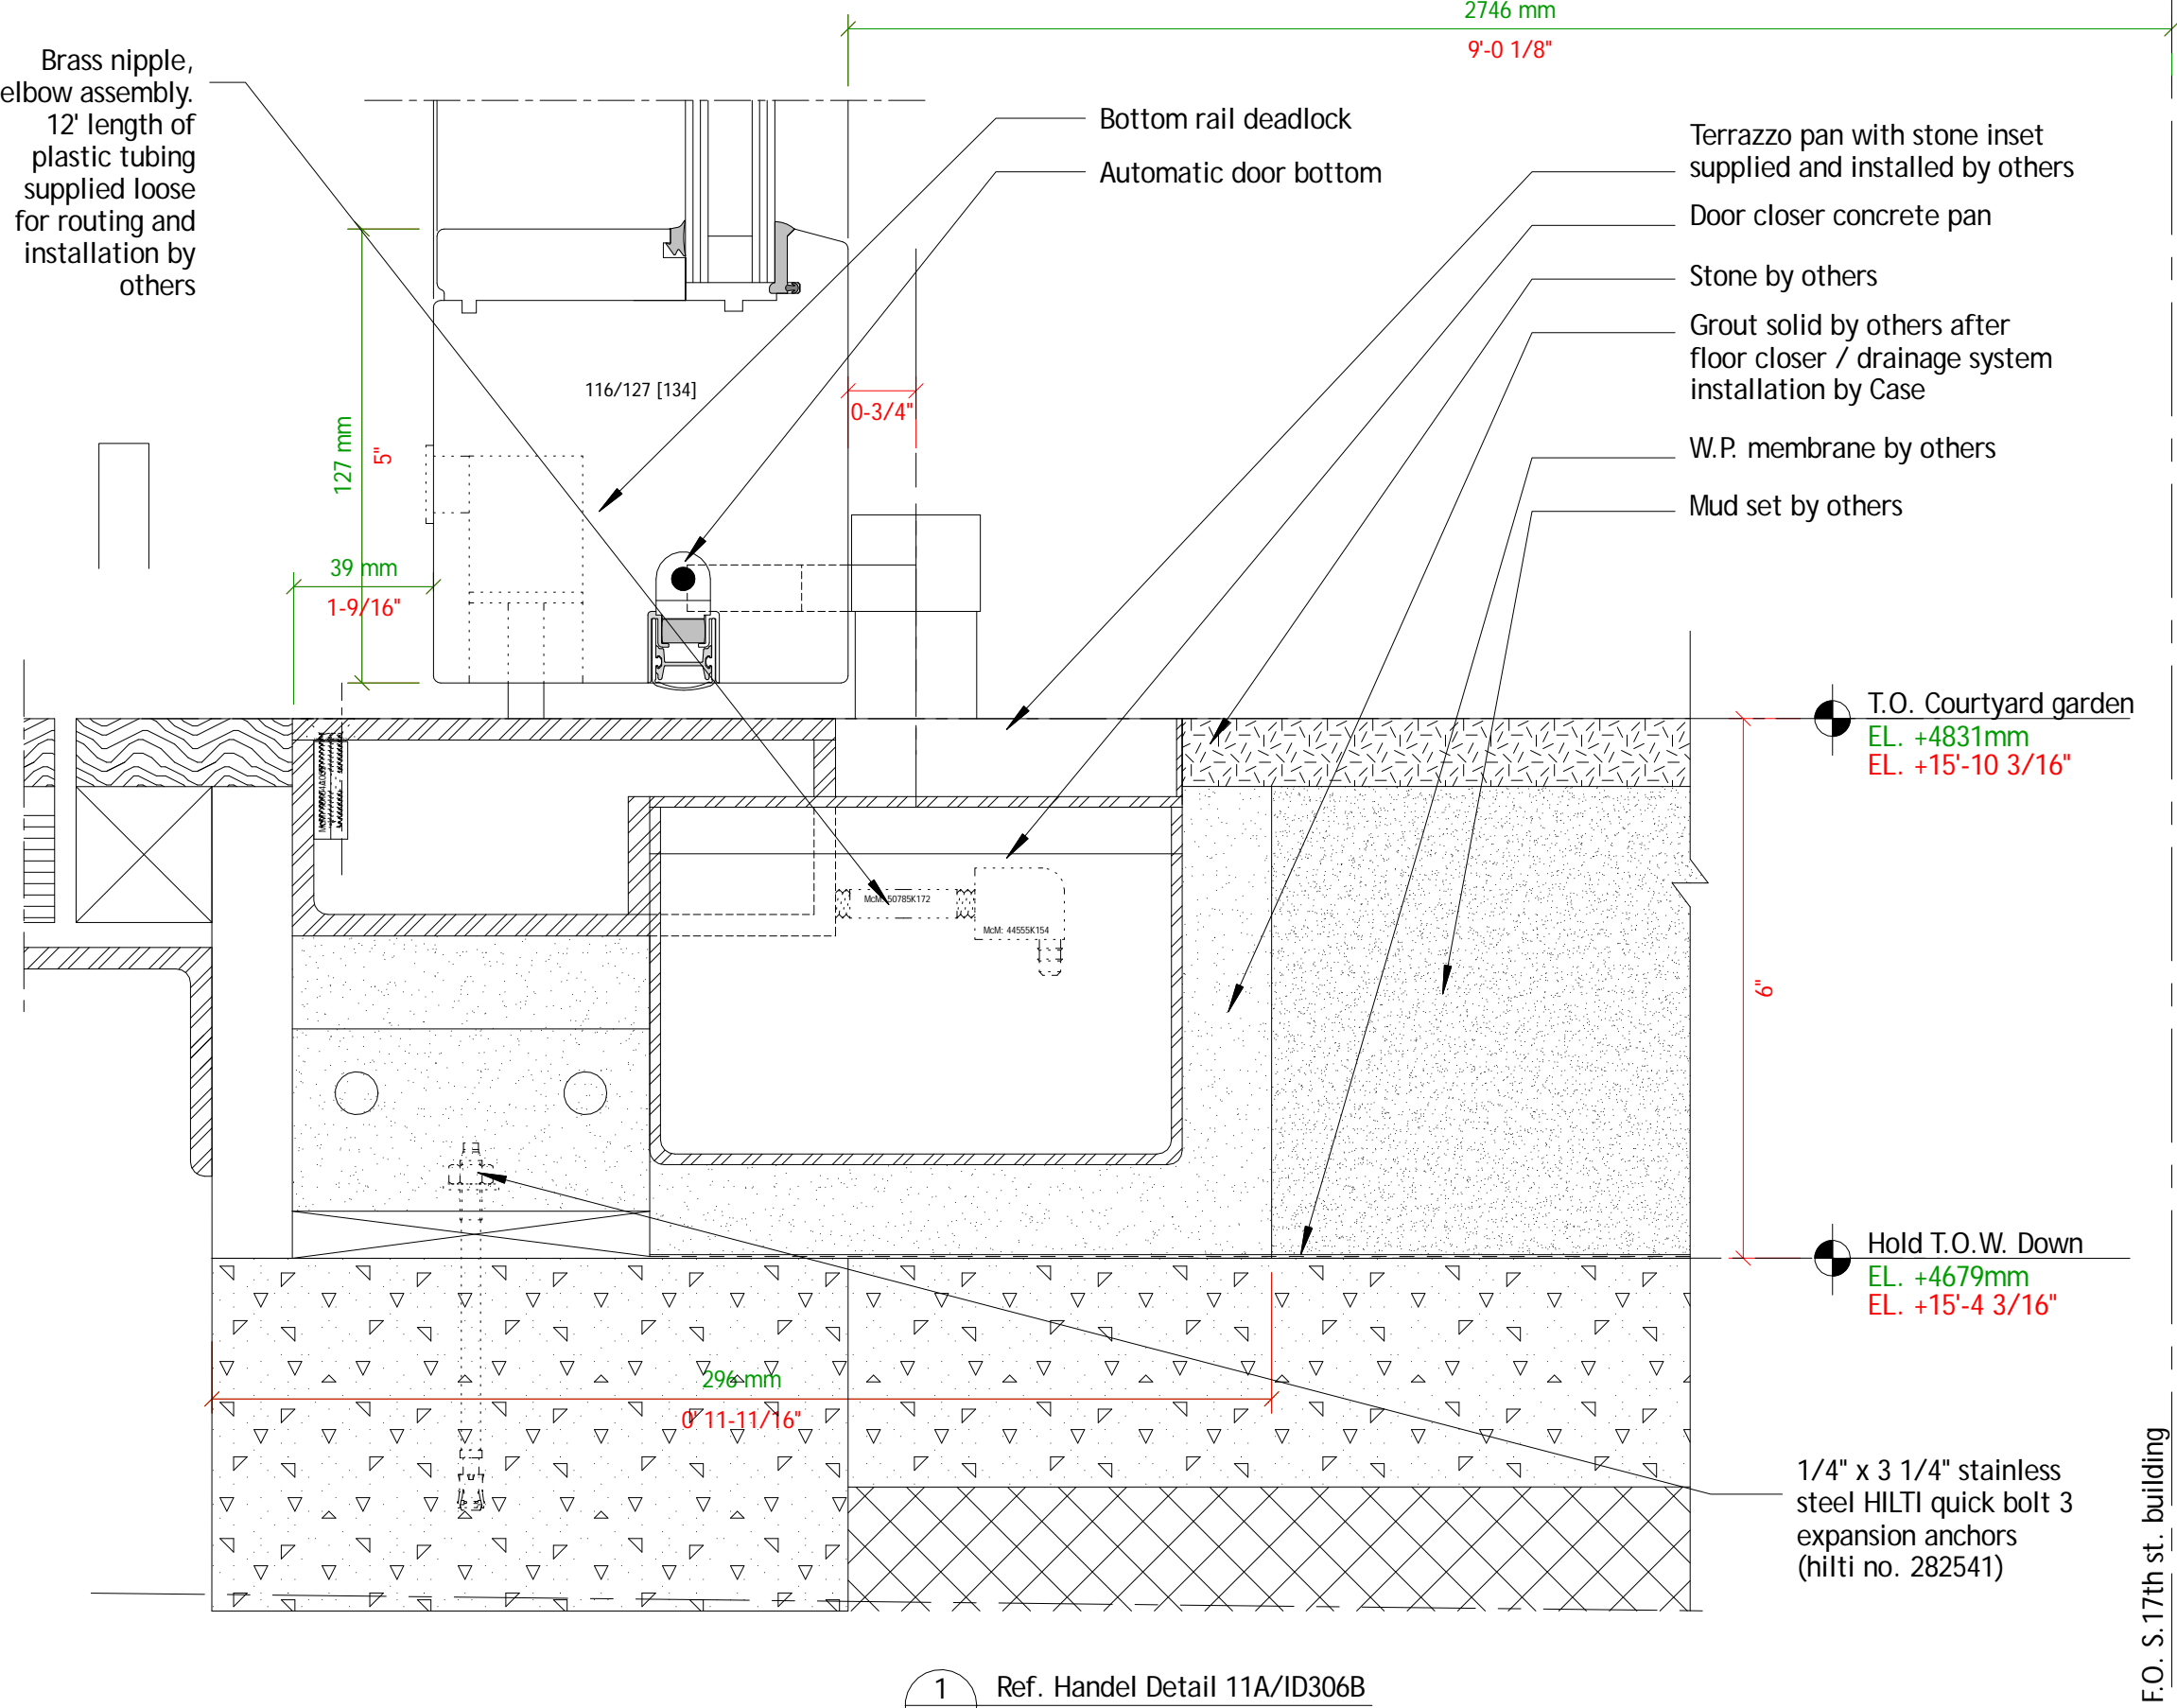 2746 mm
9'-0 1/8"
Brass nipple,
elbow assembly.
12' length of
plastic tubing
supplied loose
for routing and
installation by
others
Bottom rail deadlock
Automatic door bottom
Terrazzo pan with stone inset
supplied and installed by others
Door closer concrete pan
Stone by others
Grout solid by others after
floor closer / drainage system
installation by Case
W.P. membrane by others
Mud set by others
116/127 [134]
0-3/4"
127 mm
5"
39 mm
1-9/16"
T.O. Courtyard garden
EL. +4831mm
EL. +15'-10 3/16"
McM: 50785K172
McM: 44555K154
6"
Hold T.O.W. Down
EL. +4679mm
EL. +15'-4 3/16"
296 mm
0' 11-11/16"
1/4" x 3 1/4" stainless
steel HILTI quick bolt 3
expansion anchors
(hilti no. 282541)
F.O. S. 17th st. building
1
Ref. Handel Detail 11A/ID306B